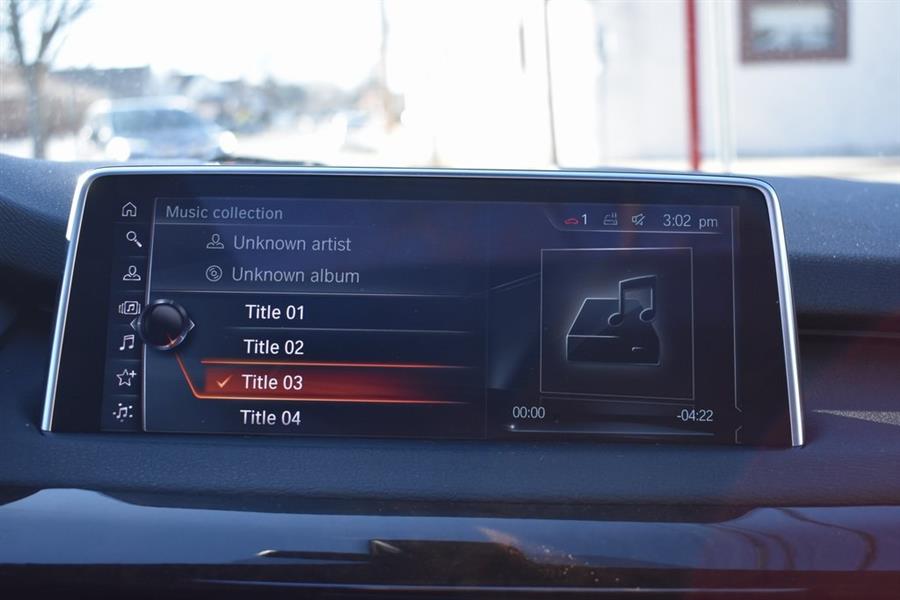 Music collection
1 3:02 pm
Unknown artist
Unknown album
Title 01
Title 02
Title 03
Title 04
00:00 -04:22